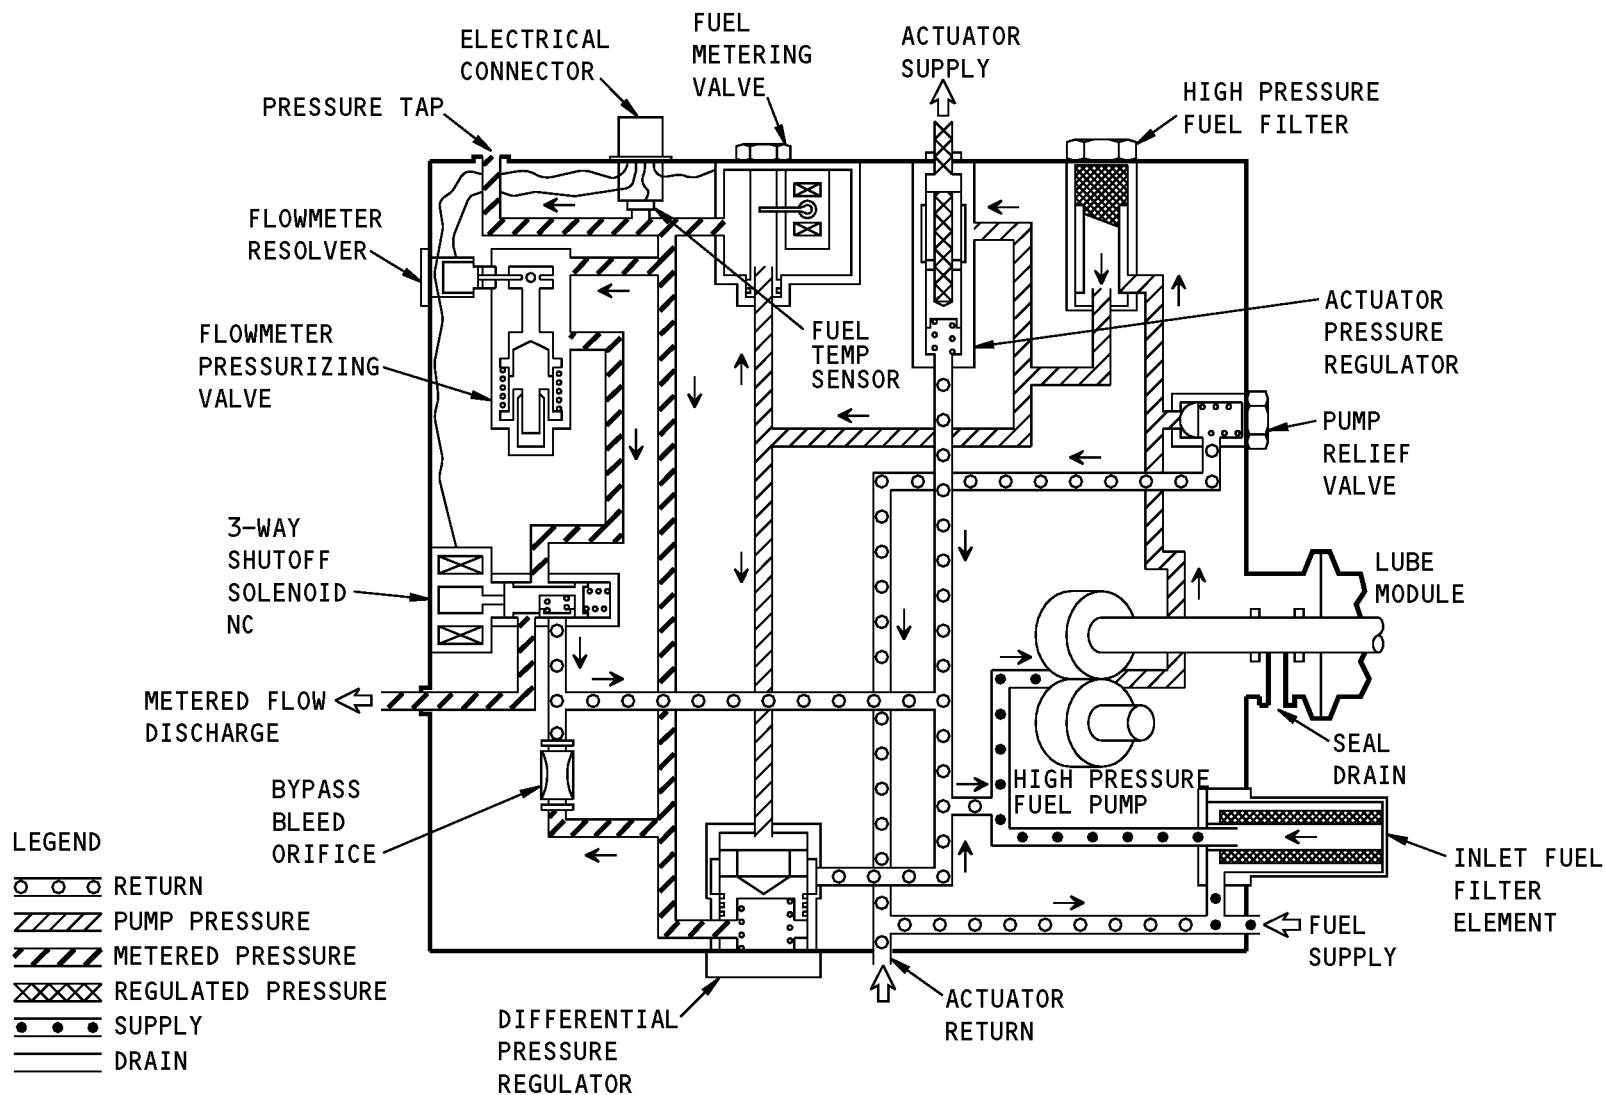 ELECTRICAL
CONNECTOR
FUEL
METERING
VALVE
ACTUATOR
SUPPLY
HIGH PRESSURE
FUEL FILTER
PRESSURE TAP
FLOWMETER
RESOLVER
FLOWMETER
PRESSURIZING
VALVE
FUEL
TEMP
SENSOR
ACTUATOR
PRESSURE
REGULATOR
PUMP
RELIEF
VALVE
3-WAY
SHUTOFF
SOLENOID
NC
LUBE
MODULE
METERED FLOW
DISCHARGE
SEAL
DRAIN
HIGH PRESSURE
FUEL PUMP
BYPASS
BLEED
ORIFICE
INLET FUEL
FILTER
ELEMENT
FUEL
SUPPLY
ACTUATOR
RETURN
DIFFERENTIAL
PRESSURE
REGULATOR
LEGEND
RETURN
PUMP PRESSURE
METERED PRESSURE
REGULATED PRESSURE
SUPPLY
DRAIN